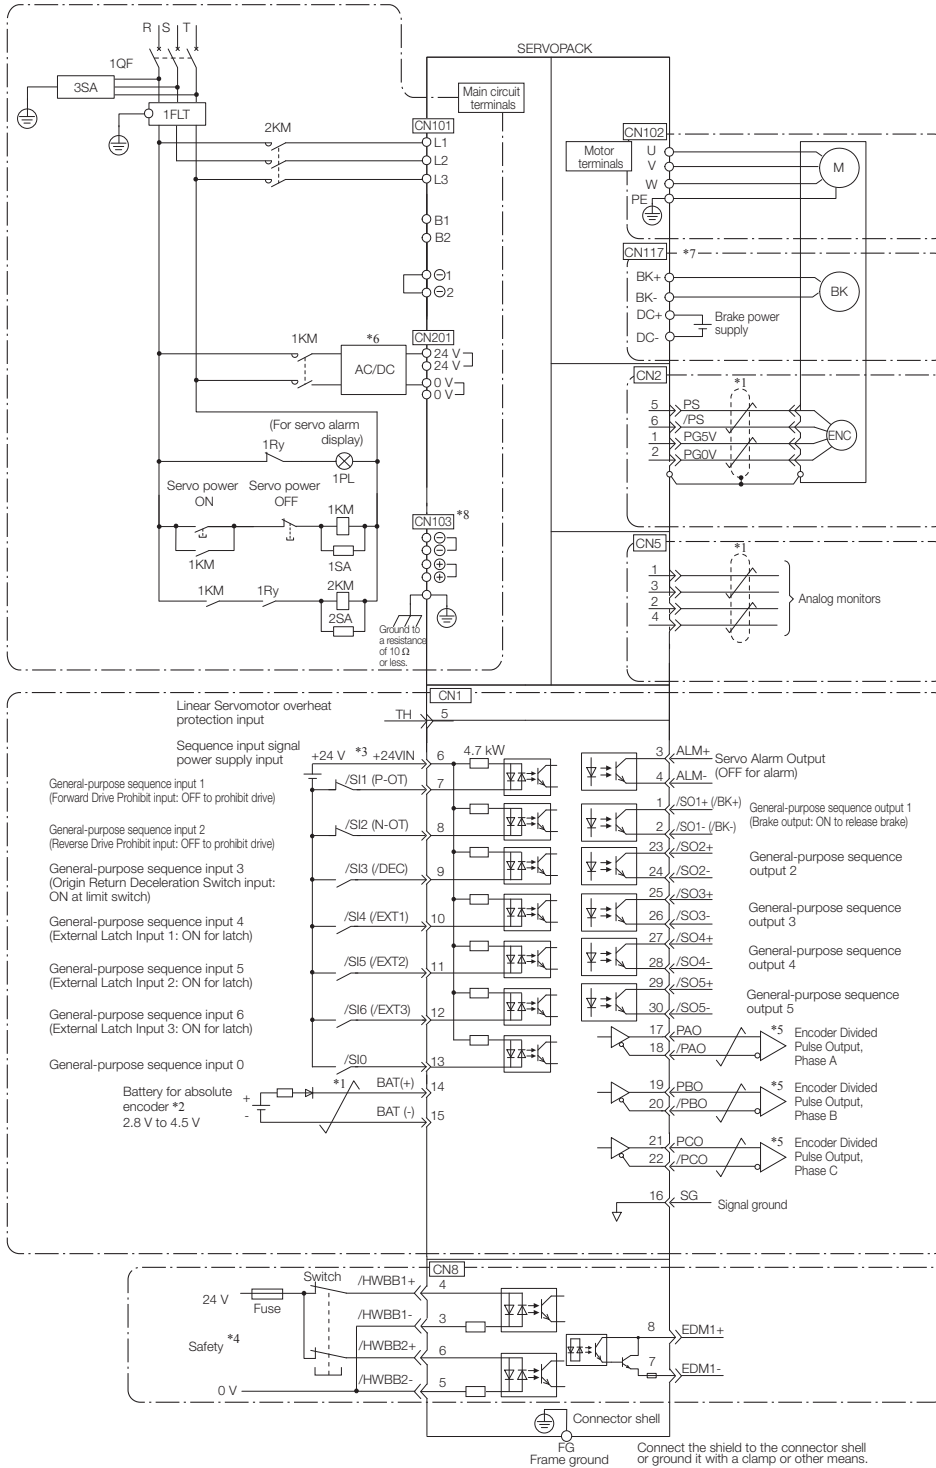 R S T
SERVOPACK
1QF
3SA
1FLT
2KM
Main circuit
terminals
CN101
L1
L2
L3
B1
B2
⊖1
⊖2
CN102
Motor
terminals
U
V
W
PE
M
CN117 *7
BK+
BK-
DC+
DC-
BK
Brake power
supply
1KM
*6
AC/DC
CN201
24 V
24 V
0 V
0 V
CN2
*1
5 PS
6 /PS
1 PG5V
2 PG0V
ENC
(For servo alarm
display)
1Ry
1PL
Servo power
ON
Servo power
OFF
1KM
1KM
1SA
1KM
1Ry
2KM
2SA
CN103 *8
⊖
⊖
⊕
⊕
Ground to
a resistance
of 10 Ω
or less.
CN5
*1
1
3
2
4
Analog monitors
CN1
Linear Servomotor overheat
protection input
TH 5
Sequence input signal
power supply input
+24 V *3 +24VIN 6 4.7 kW
General-purpose sequence input 1
(Forward Drive Prohibit input: OFF to prohibit drive)
/SI1 (P-OT) 7
General-purpose sequence input 2
(Reverse Drive Prohibit input: OFF to prohibit drive)
/SI2 (N-OT) 8
General-purpose sequence input 3
(Origin Return Deceleration Switch input:
ON at limit switch)
/SI3 (/DEC) 9
General-purpose sequence input 4
(External Latch Input 1: ON for latch)
/SI4 (/EXT1) 10
General-purpose sequence input 5
(External Latch Input 2: ON for latch)
/SI5 (/EXT2) 11
General-purpose sequence input 6
(External Latch Input 3: ON for latch)
/SI6 (/EXT3) 12
General-purpose sequence input 0
/SI0 13
Battery for absolute
encoder *2
2.8 V to 4.5 V
+
-
*1
BAT(+) 14
BAT (-) 15
3 ALM+
4 ALM-
Servo Alarm Output
(OFF for alarm)
1 /SO1+ (/BK+)
2 /SO1- (/BK-)
General-purpose sequence output 1
(Brake output: ON to release brake)
23 /SO2+
24 /SO2-
General-purpose sequence
output 2
25 /SO3+
26 /SO3-
General-purpose sequence
output 3
27 /SO4+
28 /SO4-
General-purpose sequence
output 4
29 /SO5+
30 /SO5-
General-purpose sequence
output 5
17 PAO
18 /PAO
*5
Encoder Divided
Pulse Output,
Phase A
19 PBO
20 /PBO
*5
Encoder Divided
Pulse Output,
Phase B
21 PCO
22 /PCO
*5
Encoder Divided
Pulse Output,
Phase C
16 SG
Signal ground
CN8
Switch
24 V
Fuse
Safety *4
0 V
/HWBB1+ 4
/HWBB1- 3
/HWBB2+ 6
/HWBB2- 5
8 EDM1+
7 EDM1-
Connector shell
FG
Frame ground
Connect the shield to the connector shell
or ground it with a clamp or other means.